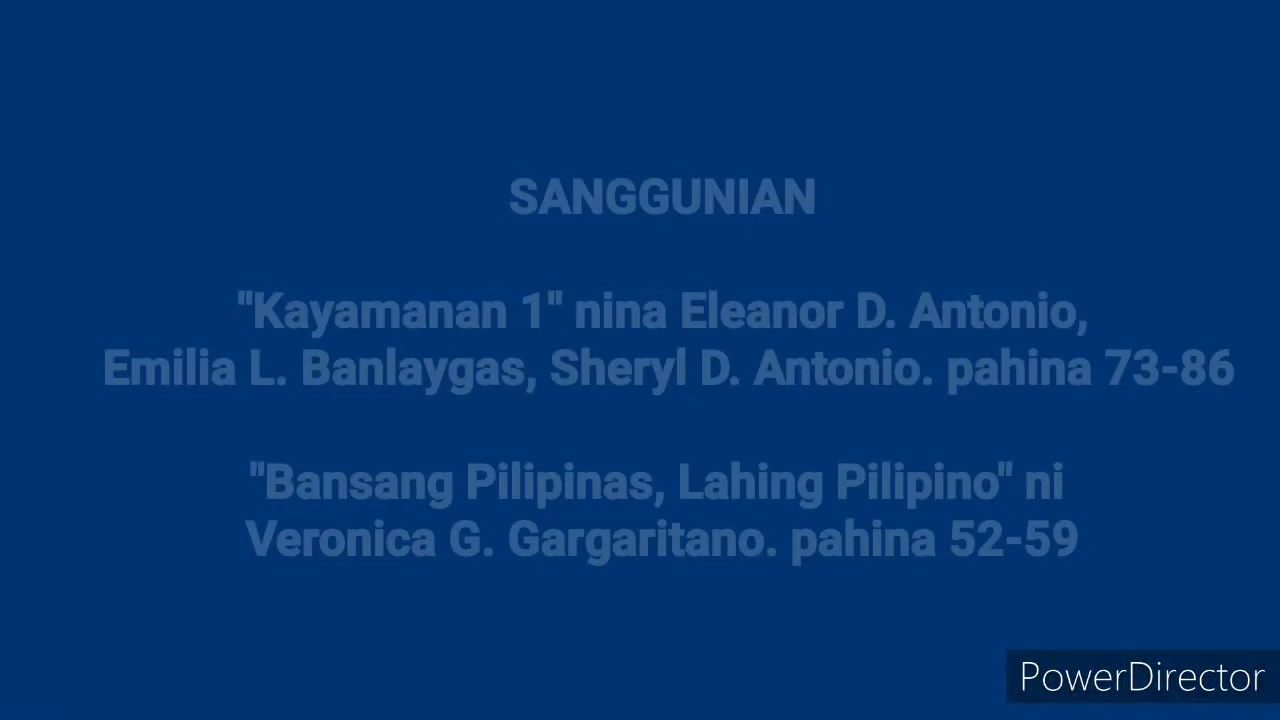 SANGGUNIAN
"Kayamanan 1" nina Eleanor D. Antonio,
Emilia L. Banlaygas, Sheryl D. Antonio. pahina 73-86
"Bansang Pilipinas, Lahing Pilipino" ni
Veronica G. Gargaritano. pahina 52-59
PowerDirector